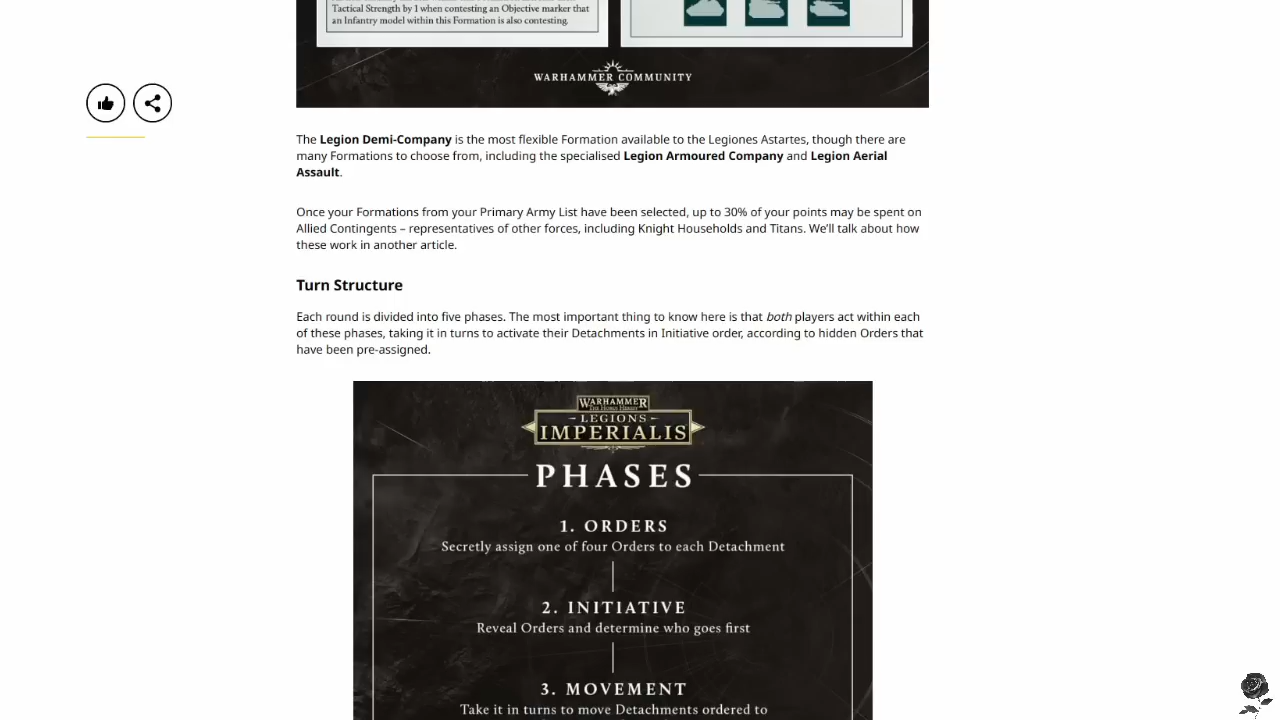 Tactical Strength by 1 when contesting an Objective marker that
an Infantry model within this Formation is also contesting.
WARHAMMER COMMUNITY
The Legion Demi-Company is the most flexible Formation available to the Legiones Astartes, though there are
many Formations to choose from, including the specialised Legion Armoured Company and Legion Aerial
Assault.
Once your Formations from your Primary Army List have been selected, up to 30% of your points may be spent on
Allied Contingents – representatives of other forces, including Knight Households and Titans. We’ll talk about how
these work in another article.
Turn Structure
Each round is divided into five phases. The most important thing to know here is that both players act within each
of these phases, taking it in turns to activate their Detachments in Initiative order, according to hidden Orders that
have been pre-assigned.
WARHAMMER
THE HORUS HERESY
LEGIONS
IMPERIALIS
PHASES
1. ORDERS
Secretly assign one of four Orders to each Detachment
2. INITIATIVE
Reveal Orders and determine who goes first
3. MOVEMENT
Take it in turns to move Detachments ordered to